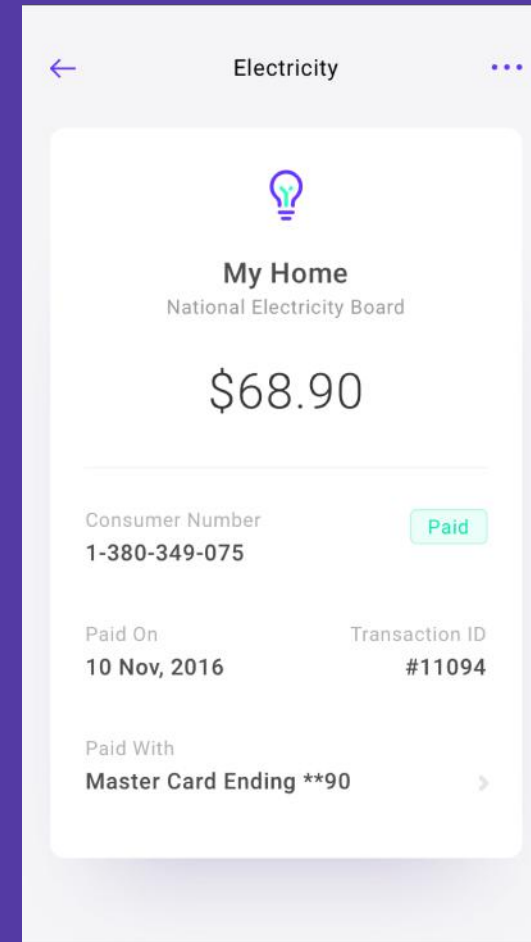 Electricity
My Home
National Electricity Board
$68.90
Consumer Number
Paid
1-380-349-075
Paid On
Transaction ID
10 Nov, 2016
#11094
Paid With
Master Card Ending **90